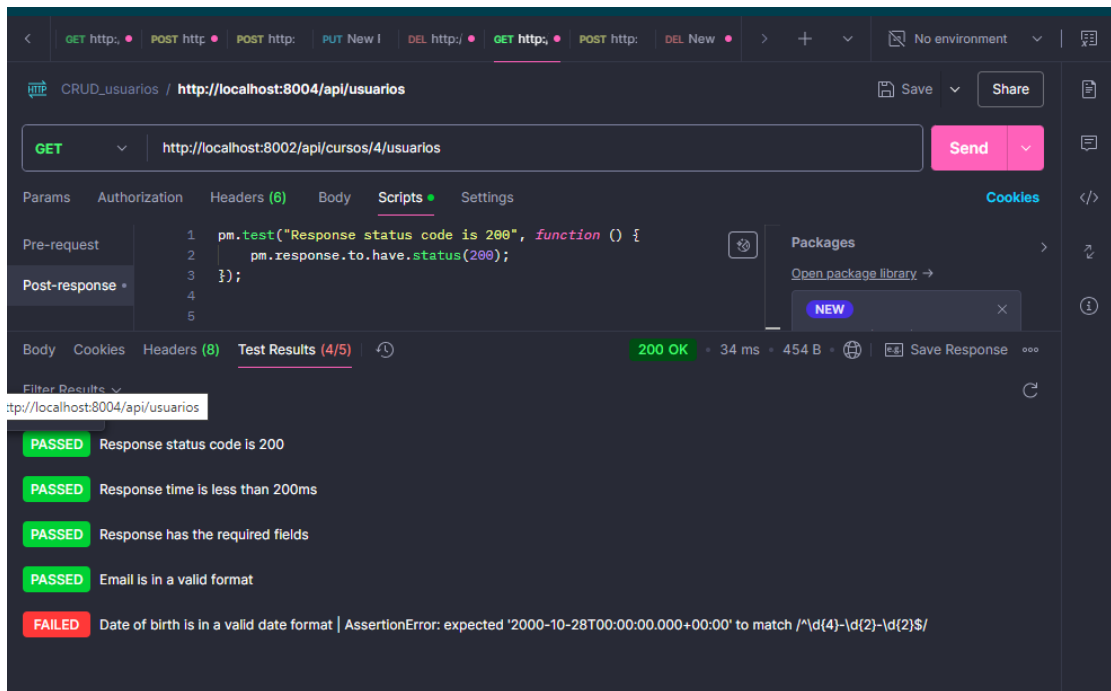 GET http:, POST http POST http: PUT New DEL http:/ GET http:, POST http: DEL New No environment
HTTP CRUD_usuarios / http://localhost:8004/api/usuarios Save Share
GET http://localhost:8002/api/cursos/4/usuarios Send
Params Authorization Headers (6) Body Scripts Settings Cookies
Pre-request
Post-response
1 pm.test("Response status code is 200", function () {
2 pm.response.to.have.status(200);
3 });
4
5
Packages
Open package library →
NEW
Body Cookies Headers (8) Test Results (4/5) 200 OK • 34 ms • 454 B • e.g. Save Response
Filter Results
ttp://localhost:8004/api/usuarios
PASSED Response status code is 200
PASSED Response time is less than 200ms
PASSED Response has the required fields
PASSED Email is in a valid format
FAILED Date of birth is in a valid date format | AssertionError: expected '2000-10-28T00:00:00.000+00:00' to match /^\d{4}-\d{2}-\d{2}$/